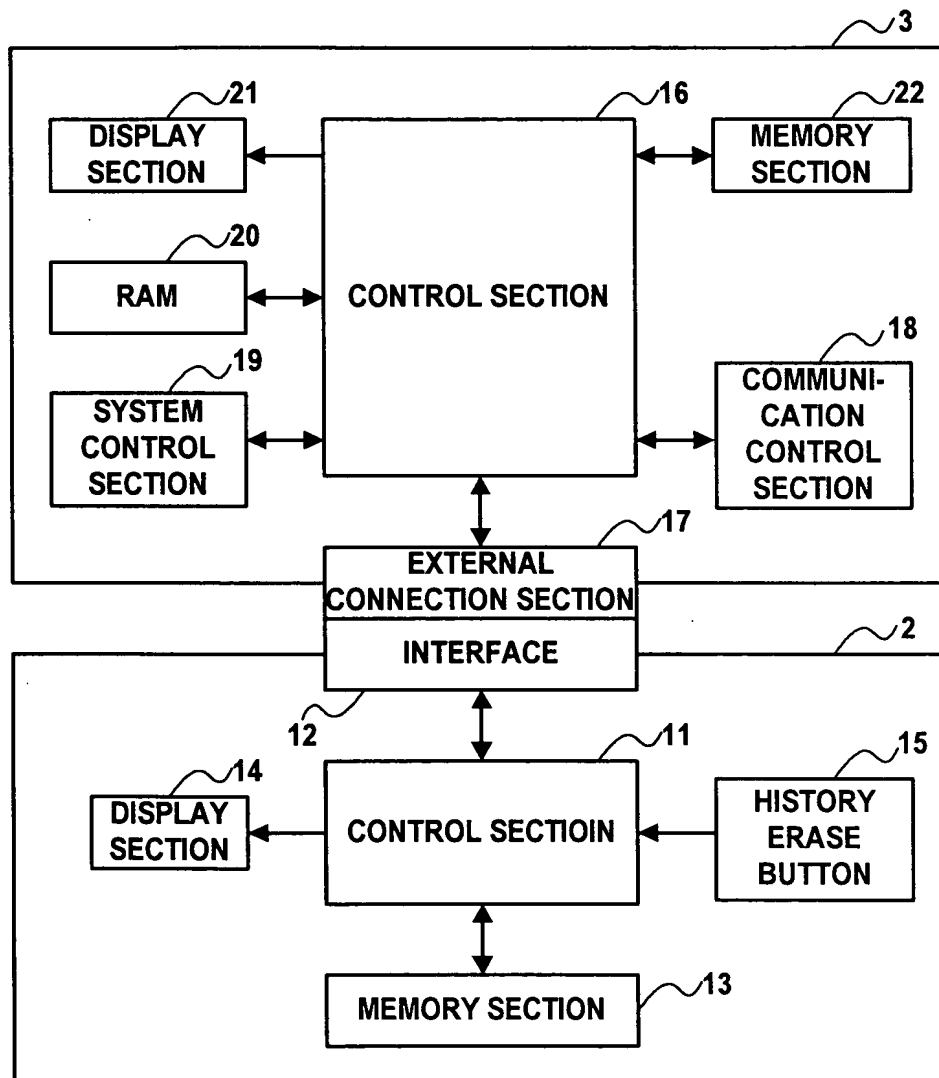 3
21
16
22
DISPLAY
SECTION
MEMORY
SECTION
20
RAM
CONTROL SECTION
19
18
SYSTEM
CONTROL
SECTION
COMMUNI-
CATION
CONTROL
SECTION
17
EXTERNAL
CONNECTION SECTION
2
INTERFACE
12
11
15
14
DISPLAY
SECTION
CONTROL SECTIOIN
HISTORY
ERASE
BUTTON
MEMORY SECTION
13